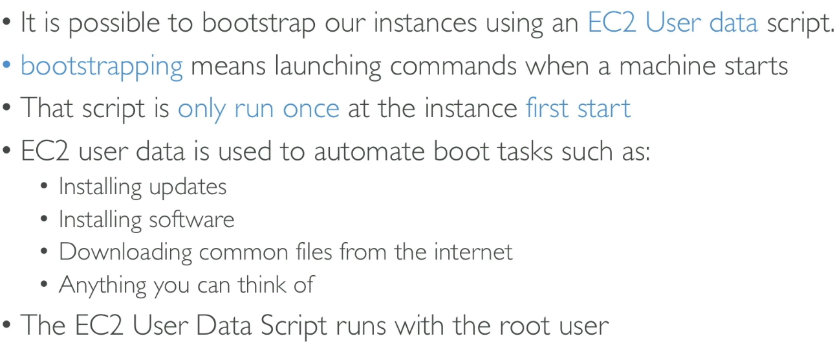 • It is possible to bootstrap our instances using an EC2 User data script.
• bootstrapping means launching commands when a machine starts
• That script is only run once at the instance first start
• EC2 user data is used to automate boot tasks such as:
• Installing updates
• Installing software
• Downloading common files from the internet
• Anything you can think of
• The EC2 User Data Script runs with the root user